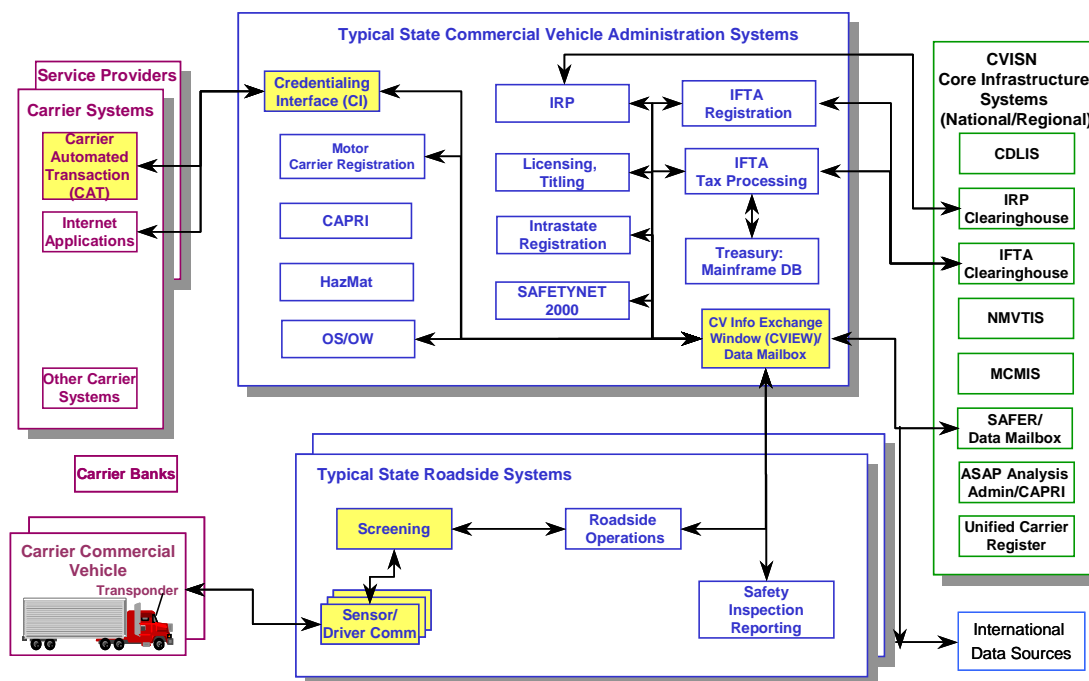 Typical State Commercial Vehicle Administration Systems
Service Providers
Carrier Systems
Carrier
Automated
Transaction
(CAT)
Internet
Applications
Other Carrier
Systems
Carrier Banks
Carrier Commercial
Vehicle
Transponder
Credentialing
Interface (CI)
Motor
Carrier Registration
CAPRI
HazMat
OS/OW
IRP
Licensing,
Titling
Intrastate
Registration
SAFETYNET
2000
IFTA
Registration
IFTA
Tax Processing
Treasury:
Mainframe DB
CV Info Exchange
Window (CVIEW)/
Data Mailbox
Typical State Roadside Systems
Screening
Roadside
Operations
Sensor/
Driver Comm
Safety
Inspection
Reporting
CVISN
Core Infrastructure
Systems
(National/Regional)
CDLIS
IRP
Clearinghouse
IFTA
Clearinghouse
NMVTIS
MCMIS
SAFER/
Data Mailbox
ASAP Analysis
Admin/CAPRI
Unified Carrier
Register
International
Data Sources